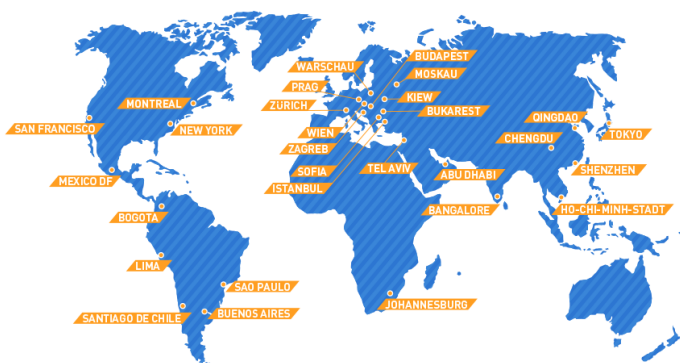 BUDAPEST
WARSCHAU
MOSKAU
PRAG
KIEW
MONTREAL
ZURICH
BUKAREST
QINGDAO
SAN FRANCISCO
NEW YORK
WIEN
CHENGDU
TOKYO
ZAGREB
SOFIA
TEL AVIV
SHENZHEN
ABU DHABI
MEXICO DF
ISTANBUL
BANGALORE
HO-CHI-MINH-STADT
BOGOTA
LIMA
SAO PAULO
JOHANNESBURG
BUENOS AIRES
SANTIAGO DE CHILE